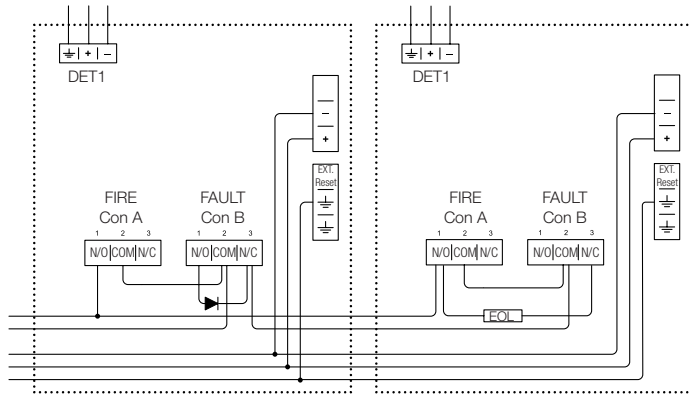 + −
DET1
−
+
EXT.
Reset
FIRE
Con A
FAULT
Con B
1 2 3
N/O COM N/C
1 2 3
N/O COM N/C
+ −
DET1
−
+
EXT.
Reset
FIRE
Con A
FAULT
Con B
1 2 3
N/O COM N/C
1 2 3
N/O COM N/C
EOL